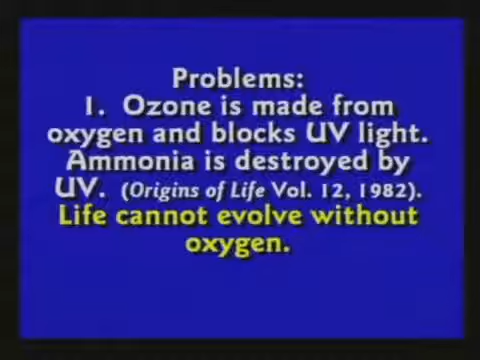 Problems:
1. Ozone is made from
oxygen and blocks UV light.
Ammonia is destroyed by
UV. (Origins of Life Vol. 12, 1982).
Life cannot evolve without
oxygen.